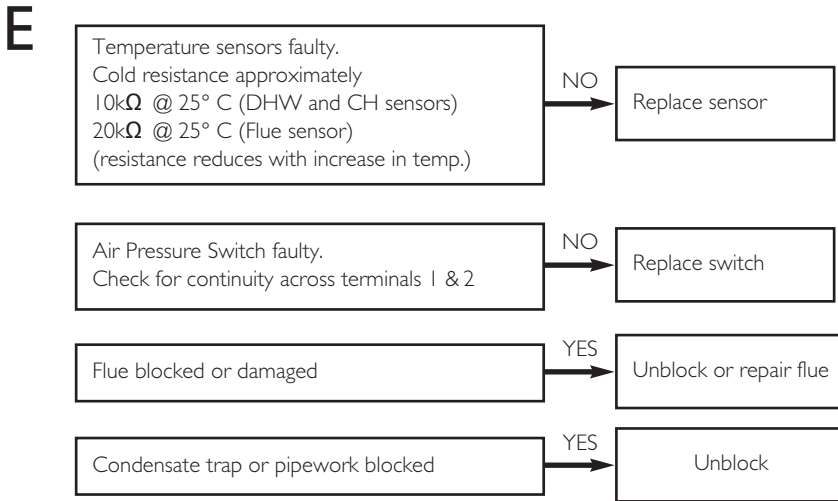 E
Temperature sensors faulty.
Cold resistance approximately
10kΩ @ 25° C (DHW and CH sensors)
20kΩ @ 25° C (Flue sensor)
(resistance reduces with increase in temp.)
NO
Replace sensor
Air Pressure Switch faulty.
Check for continuity across terminals 1 & 2
NO
Replace switch
Flue blocked or damaged
YES
Unblock or repair flue
Condensate trap or pipework blocked
YES
Unblock